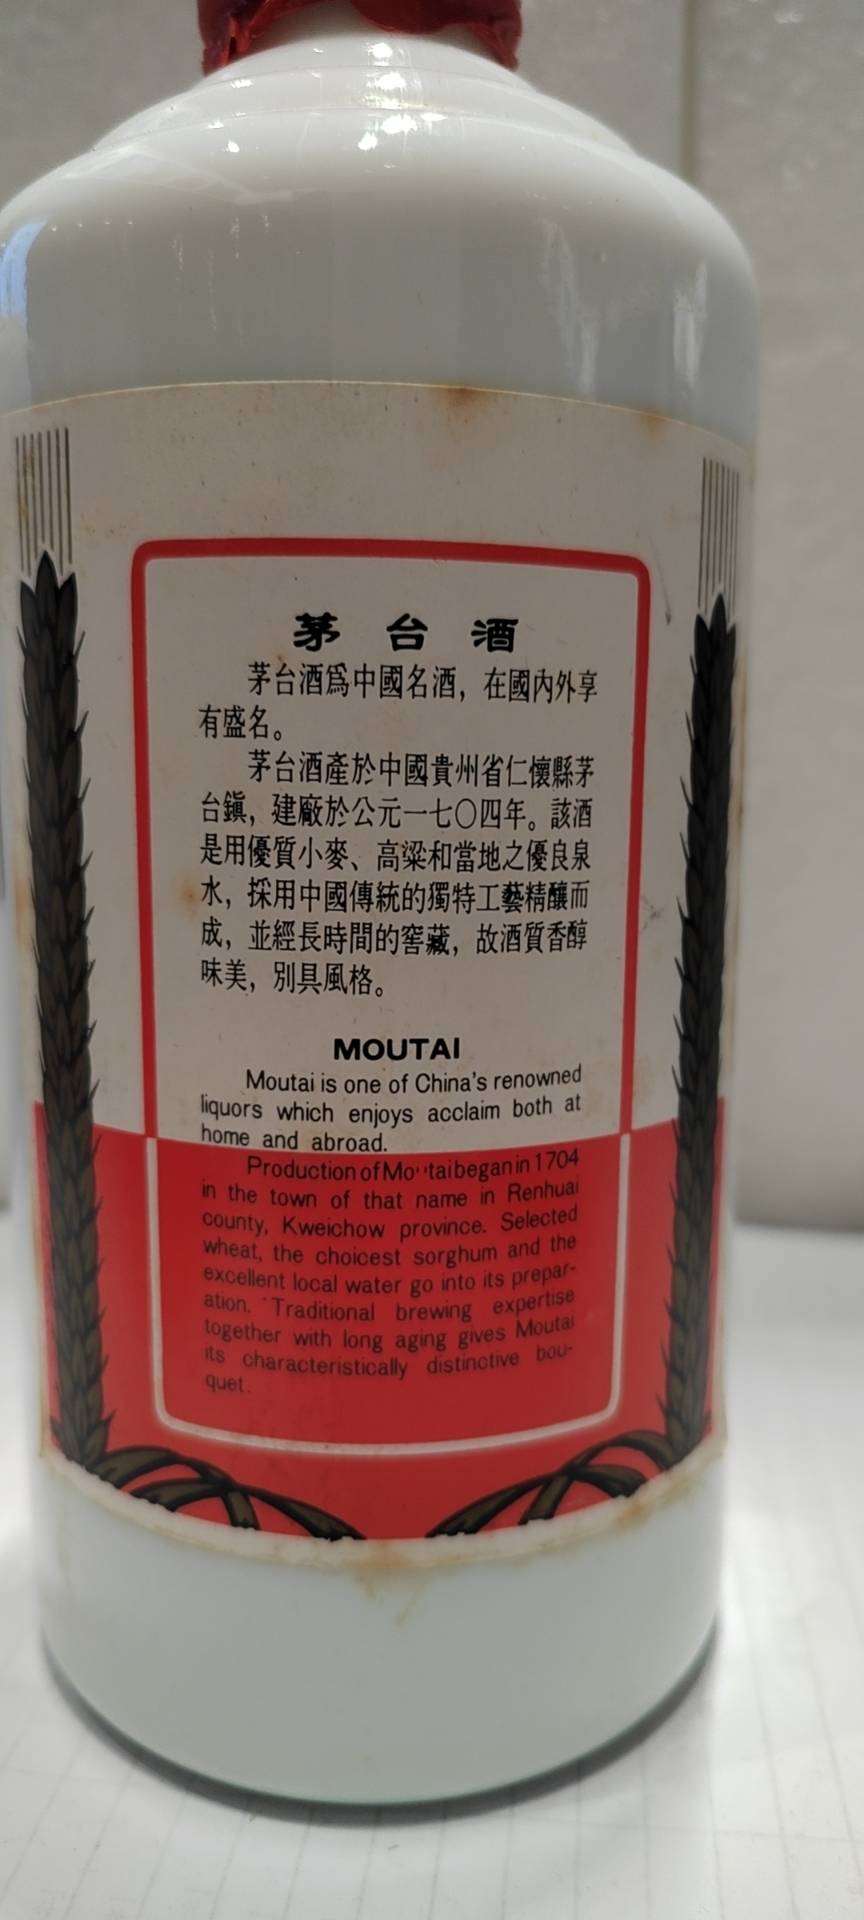 茅台酒
茅台酒爲中國名酒，在國內外享
有盛名。
茅台酒產於中國貴州省仁懷縣茅
台鎭，建廠於公元一七〇四年。該酒
是用優質小麥、高粱和當地之優良泉
水，採用中國傳統的獨特工藝精釀而
成，並經長時間的窖藏，故酒質香醇
味美，別具風格。
MOUTAI
Moutai is one of China's renowned
liquors which enjoys acclaim both at
home and abroad.
Production of Moutai began in 1704
in the town of that name in Renhuai
county, Kweichow province. Selected
wheat, the choicest sorghum and the
excellent local water go into its prepar-
ation. Traditional brewing expertise
together with long aging gives Moutai
its characteristically distinctive bou-
quet.